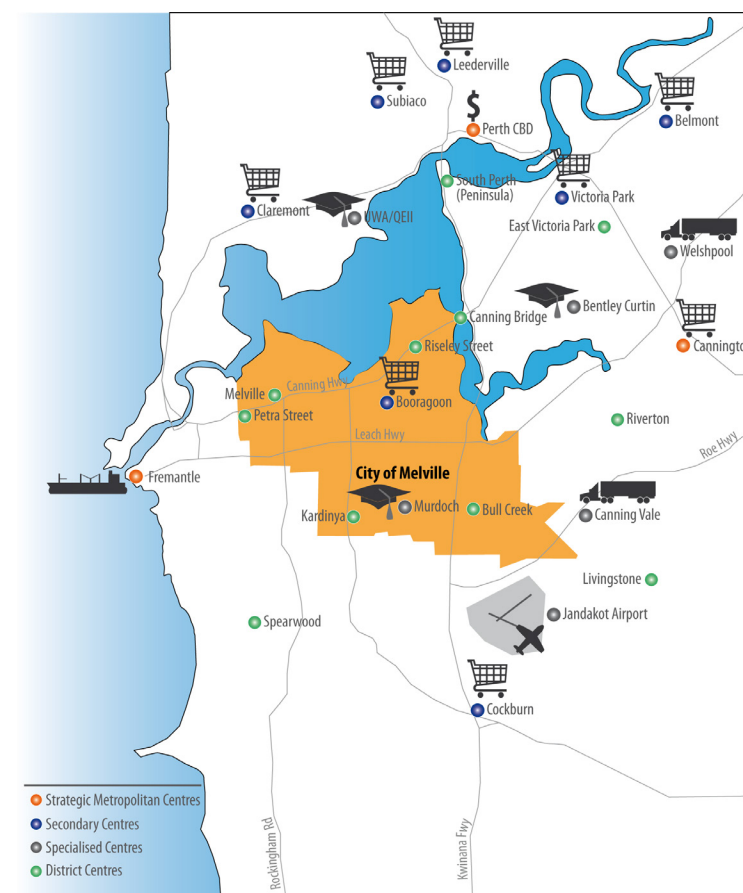 Leederville
Subiaco
$
Perth CBD
Belmont
South Perth
(Peninsula)
Victoria Park
Claremont
UWA/QEII
East Victoria Park
Welshpool
Bentley Curtin
Canning Bridge
Riseley Street
Canningto
Canning Hwy
Melville
Booragoon
Petra Street
Riverton
Leach Hwy
Roe Hwy
City of Melville
Fremantle
Murdoch
Bull Creek
Kardinya
Canning Vale
Livingstone
Jandakot Airport
Spearwood
Cockburn
Strategic Metropolitan Centres
Secondary Centres
Specialised Centres
District Centres
Rockingham Rd
Kwinana Fwy